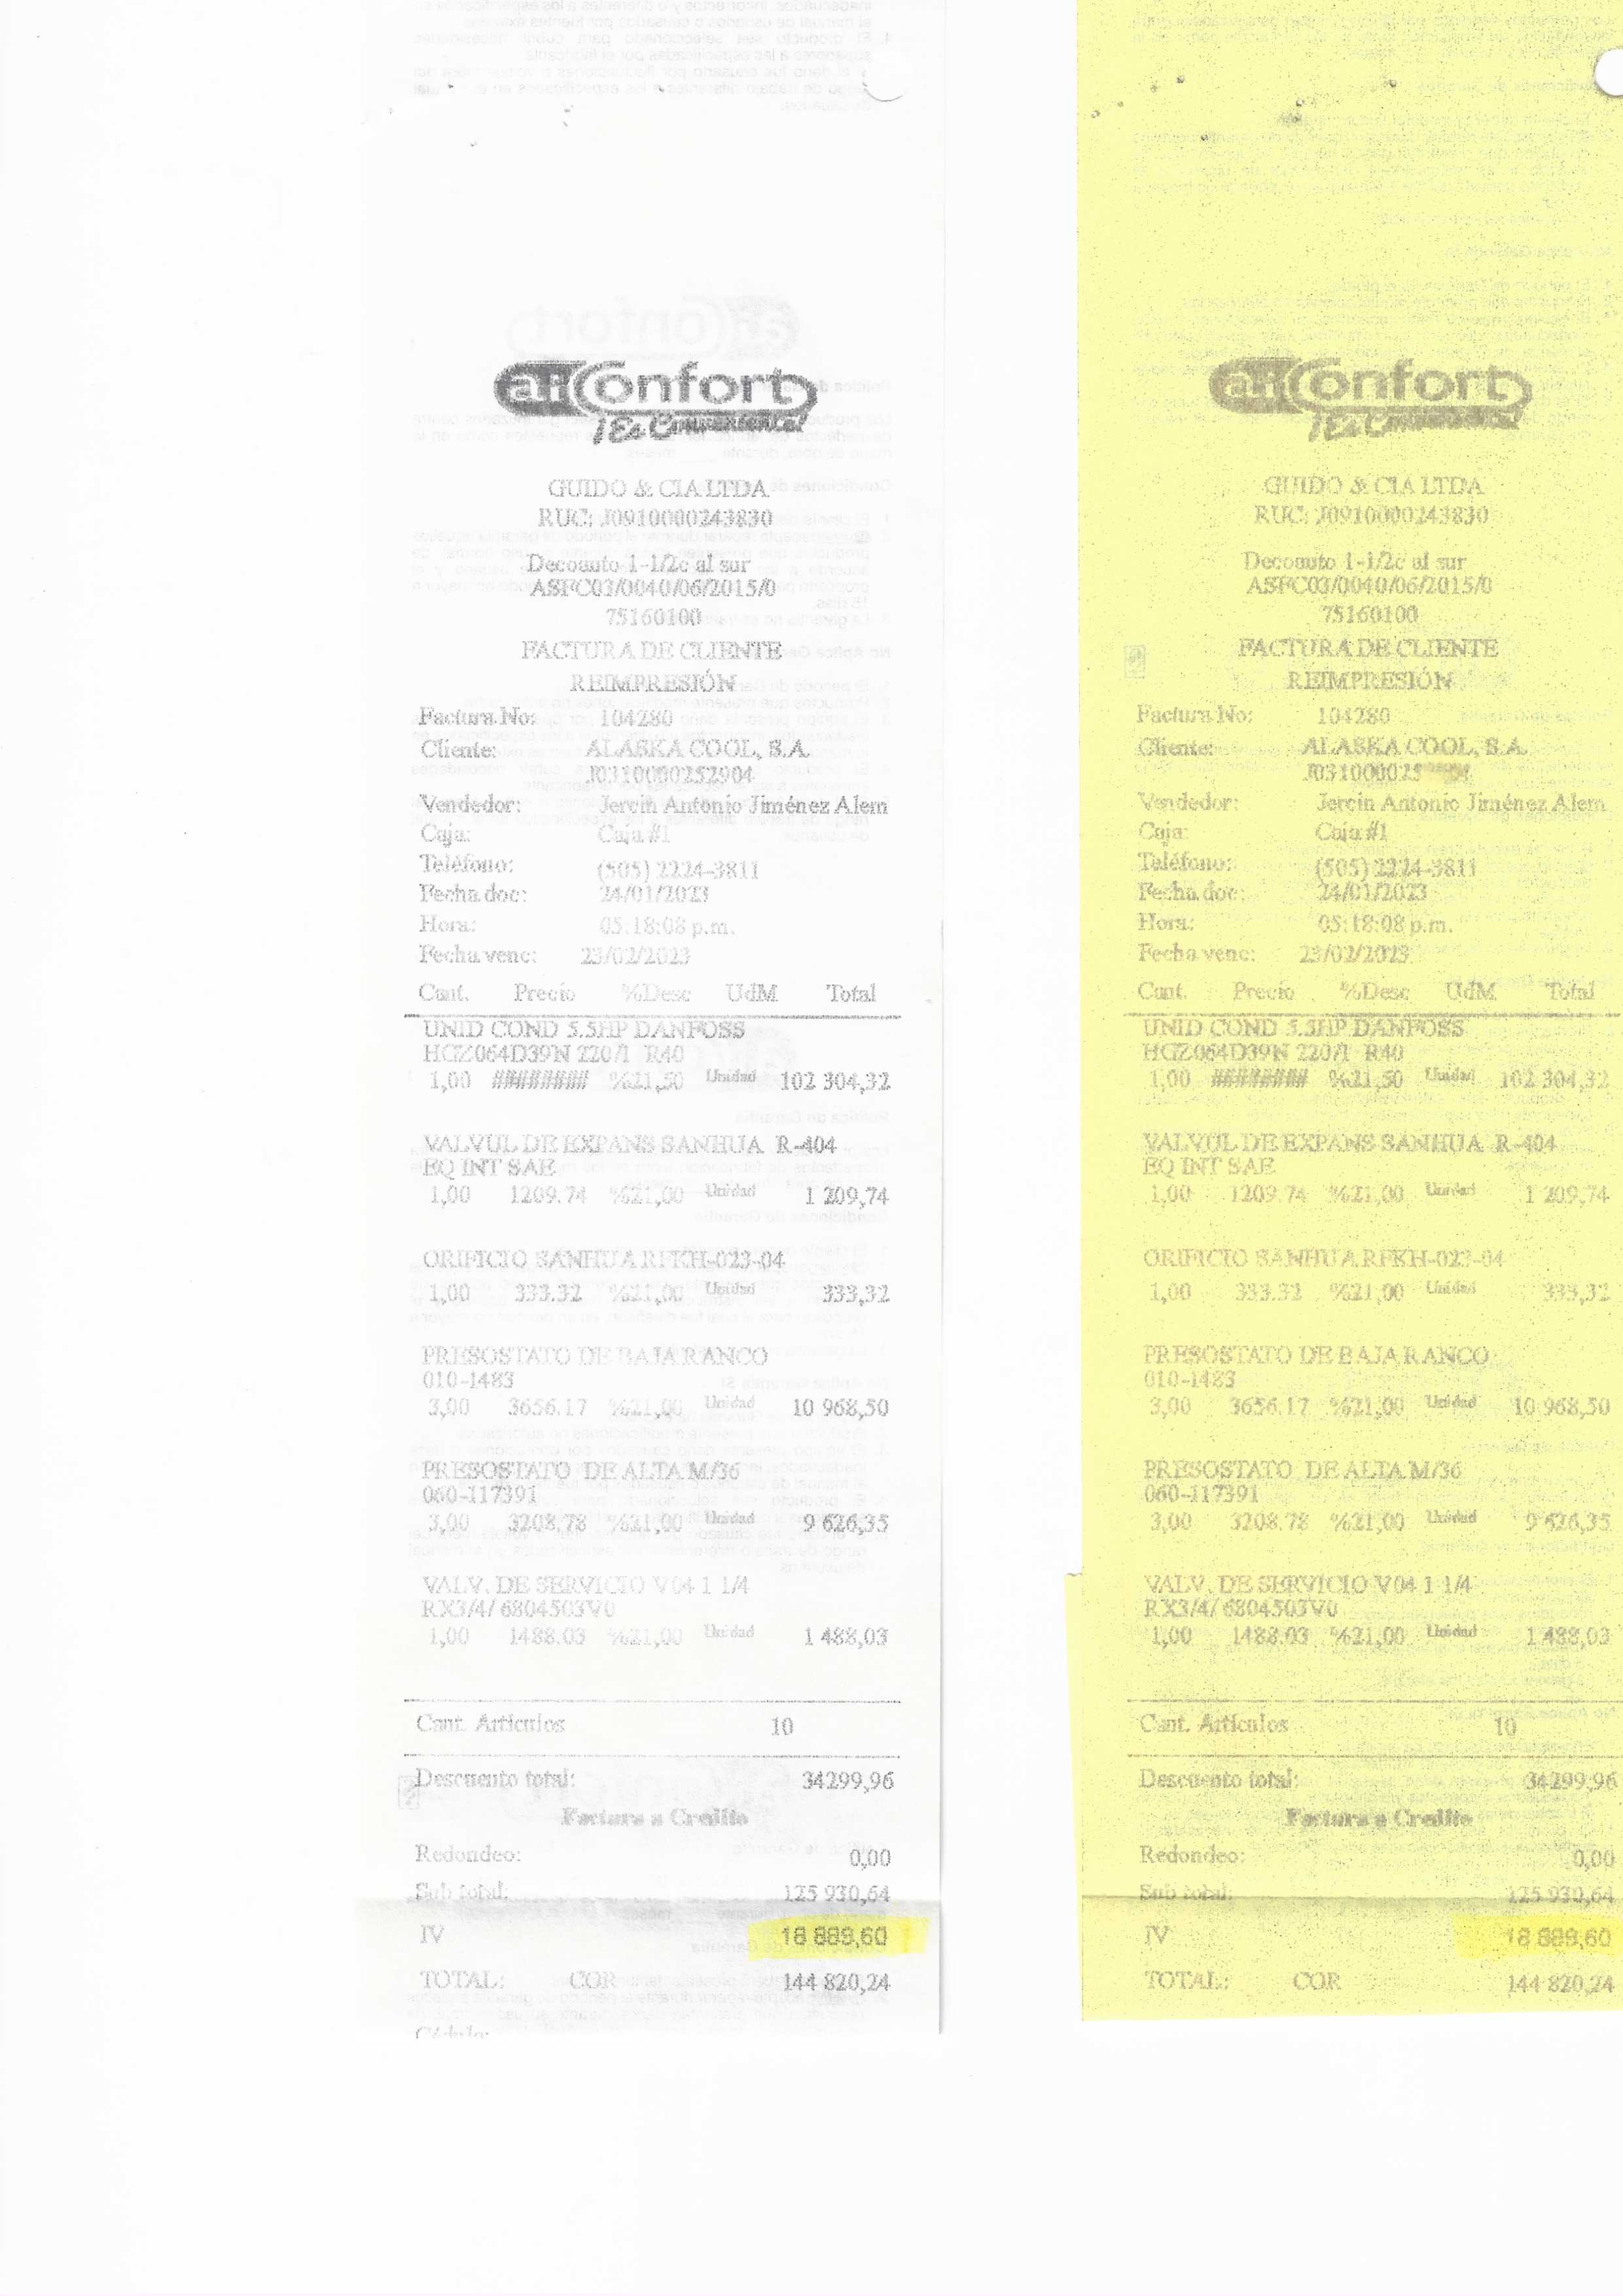 airConfort
¡Es Comodidad!
GUIDO & CIA LTDA
RUC: J0910000243830
Decoauto 1-1/2c al sur
ASFC03/0040/06/2015/0
75160100
FACTURA DE CLIENTE
REIMPRESIÓN
Factura No: 104280
Cliente: ALASKA COOL, S.A.
J0310000252904
Vendedor: Jercin Antonio Jiménez Alem
Caja: Caja #1
Teléfono: (505) 2224-3811
Fecha doc: 24/01/2023
Hora: 05:18:08 p.m.
Fecha venc: 23/02/2023
Cant. Precio %Desc UdM Total
UNID COND 5.5HP DANFOSS
HGZ064D39N 220/1 R40
1,00 ######## %21,50 Unidad 102 304,32
VALVUL DE EXPANS SANHUA R-404
EQ INT SAE
1,00 1209.74 %21,00 Unidad 1 209,74
ORIFICIO SANHUA RFKH-023-04
1,00 333.32 %21,00 Unidad 333,32
PRESOSTATO DE BAJA RANCO
010-1483
3,00 3656.17 %21,00 Unidad 10 968,50
PRESOSTATO DE ALTA M/36
060-117391
3,00 3208.78 %21,00 Unidad 9 626,35
VALV. DE SERVICIO V04 1 1/4
RX3/4/ 6804503V0
1,00 1488.03 %21,00 Unidad 1 488,03
Cant. Artículos 10
Descuento total: 34299,96
Factura a Credito
Redondeo: 0,00
Sub total: 125 930,64
IV 18 889,60
TOTAL: COR 144 820,24
Cédula:
airConfort
GUIDO & CIA LTDA
RUC: J0910000243830
Decoauto 1-1/2c al sur
ASFC03/0040/06/2015/0
75160100
FACTURA DE CLIENTE
REIMPRESIÓN
Factura No: 104280
Cliente: ALASKA COOL, S.A.
Vendedor: Jercin Antonio Jiménez Alem
Caja: Caja #1
Teléfono: (505) 2224-3811
Fecha doc: 24/01/2023
Hora: 05:18:08 p.m.
Fecha venc: 23/02/2023
Cant. Precio %Desc UdM Total
UNID COND 5.5HP DANFOSS
HGZ064D39N 220/1 R40
1,00 ######## %21,50 Unidad 102 304,32
VALVUL DE EXPANS SANHUA R-404
EQ INT SAE
1,00 1209.74 %21,00 Unidad 1 209,74
ORIFICIO SANHUA RFKH-023-04
1,00 333.32 %21,00 Unidad 333,32
PRESOSTATO DE BAJA RANCO
010-1483
3,00 3656.17 %21,00 Unidad 10 968,50
PRESOSTATO DE ALTA M/36
060-117391
3,00 3208.78 %21,00 Unidad 9 626,35
VALV. DE SERVICIO V04 1 1/4
RX3/4/ 6804503V0
1,00 1488.03 %21,00 Unidad 1 488,03
Cant. Artículos 10
Descuento total: 34299,96
Factura a Credito
Redondeo: 0,00
Sub total: 125 930,64
IV 18 889,60
TOTAL: COR 144 820,24